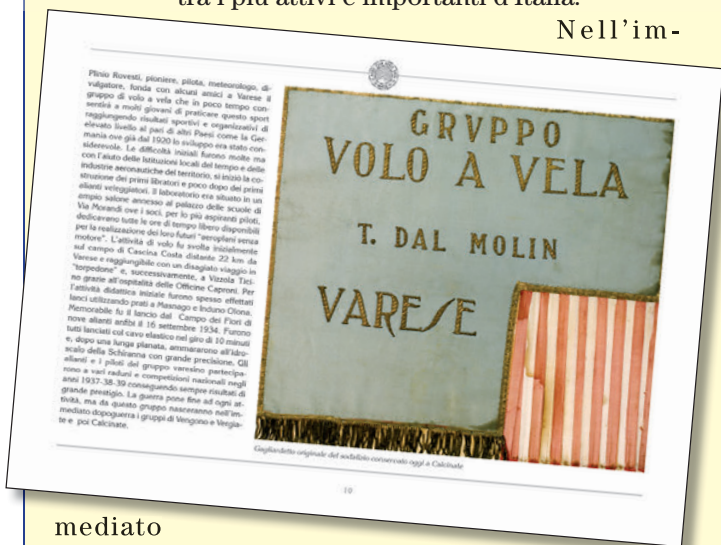 tra i più attivi e importanti d'Italia.
Nell'im-
Plinio Rovesti, pioniere, pilota, meteorologo, di-
vulgatore, fonda con alcuni amici a Varese il
gruppo di volo a vela che in poco tempo con-
sentirà a molti giovani di praticare questo sport
raggiungendo risultati sportivi e organizzativi di
elevato livello al pari di altri Paesi come la Ger-
mania ove già dal 1920 lo sviluppo era stato con-
siderevole. Le difficoltà iniziali furono molte ma
con l'aiuto delle Istituzioni locali del tempo e delle
industrie aeronautiche del territorio, si iniziò la co-
struzione dei primi libratori e poco dopo dei primi
alianti veleggiatori. Il laboratorio era situato in un
ampio salone annesso al palazzo delle scuole di
Via Morandi ove i soci, per lo più aspiranti piloti,
dedicavano tutte le ore di tempo libero disponibili
per la realizzazione dei loro futuri "aeroplani senza
motore". L'attività di volo fu svolta inizialmente
sul campo di Cascina Costa distante 22 km da
Varese e raggiungibile con un disagiato viaggio in
"torpedone" e, successivamente, a Vizzola Tici-
no grazie all'ospitalità delle Officine Caproni. Per
l'attività didattica iniziale furono spesso effettati
lanci utilizzando prati a Masnago e Induno Olona.
Memorabile fu il lancio dal Campo dei Fiori di
nove alianti anfibi il 16 settembre 1934. Furono
tutti lanciati col cavo elastico nel giro di 10 minuti
e, dopo una lunga planata, ammararono all'idro-
scalo della Schiranna con grande precisione. Gli
alianti e i piloti del gruppo varesino partecipa-
rono a vari raduni e competizioni nazionali negli
anni 1937-38-39 conseguendo sempre risultati di
grande prestigio. La guerra pone fine ad ogni at-
tività, ma da questo gruppo nasceranno nell'im-
mediato dopoguerra i gruppi di Vengono e Vergia-
te e poi Calcinate.
GRVPPO
VOLO A VELA
T. DAL MOLIN
VARESE
Gagliardetto originale del sodalizio conservato oggi a Calcinate
10
mediato